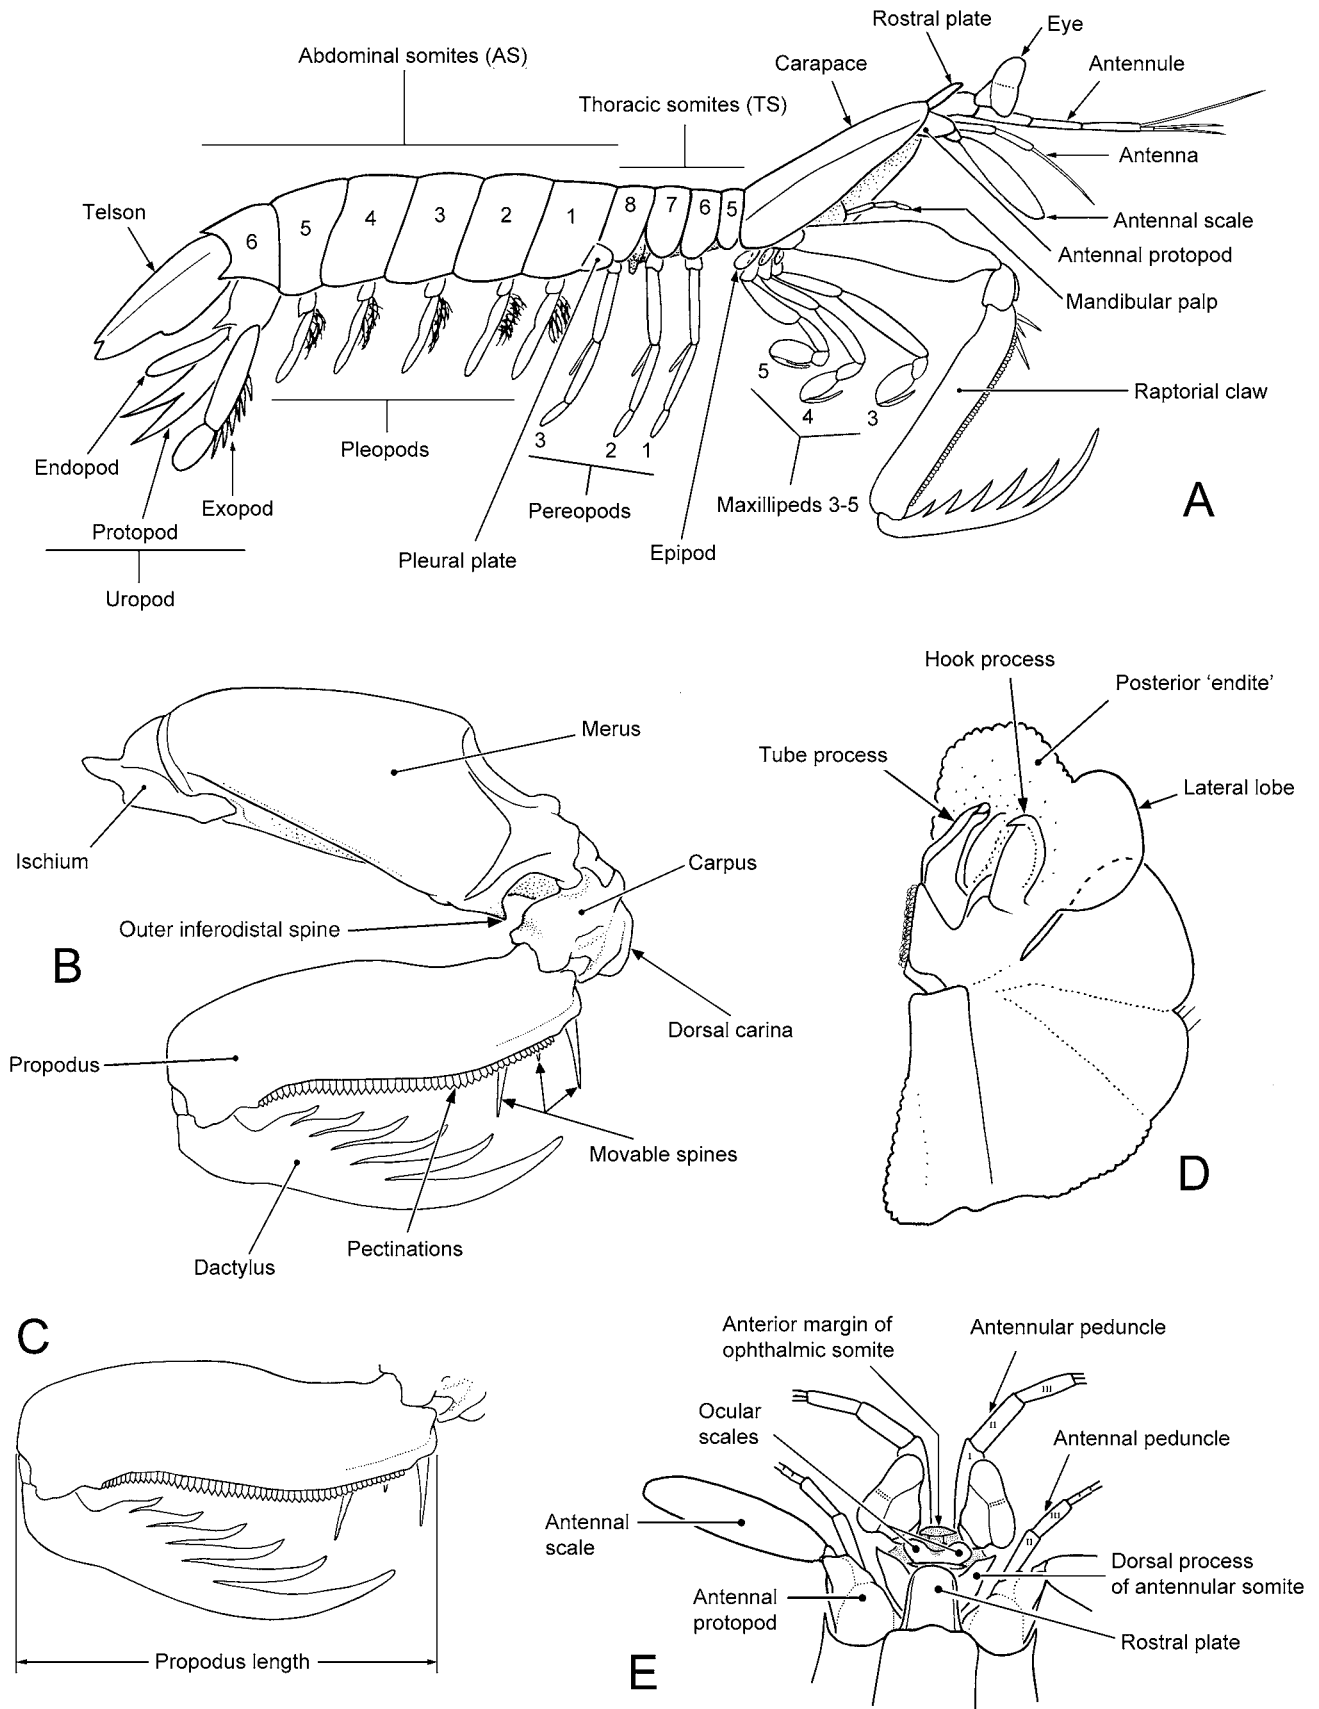 Rostral plate
Eye
Abdominal somites (AS)
Carapace
Antennule
Thoracic somites (TS)
Antenna
Telson
8 7 6 5
6 5 4 3 2 1
Antennal scale
Antennal protopod
Mandibular palp
5
4
3
Raptorial claw
3
2
1
Pleopods
Endopod
Exopod
Pereopods
Maxillipeds 3-5
A
Protopod
Pleural plate
Epipod
Uropod
Hook process
Posterior ‘endite’
Merus
Tube process
Lateral lobe
Ischium
Carpus
Outer inferodistal spine
B
Dorsal carina
Propodus
Movable spines
D
Pectinations
Dactylus
C
Propodus length
Anterior margin of
ophthalmic somite
Antennular peduncle
III
II
I
Ocular
scales
Antennal peduncle
III
II
Antennal
scale
Dorsal process
of antennular somite
Antennal
protopod
Rostral plate
E